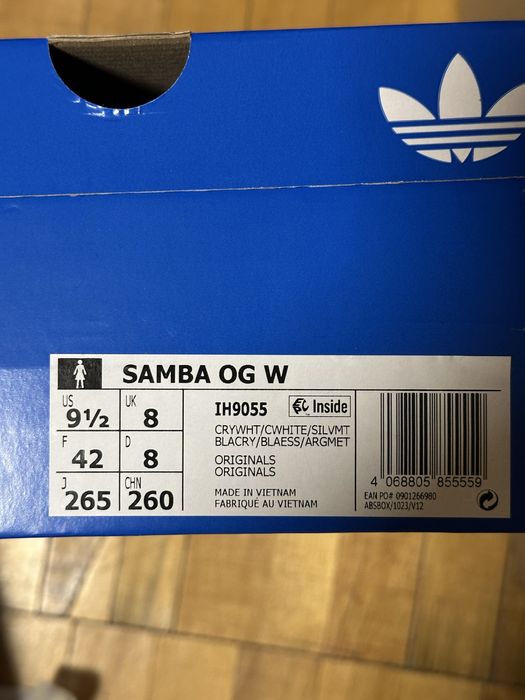 SAMBA OG W
US
9½
UK
8
F
42
D
8
J
265
CHN
260
IH9055
Inside
CRYWHT/CWHITE/SILVMT
BLACRY/BLAESS/ARGMET
ORIGINALS
ORIGINALS
MADE IN VIETNAM
FABRIQUÉ AU VIETNAM
4 068805 855559
EAN PO# 0901266980
ABSBOX/1023/V12